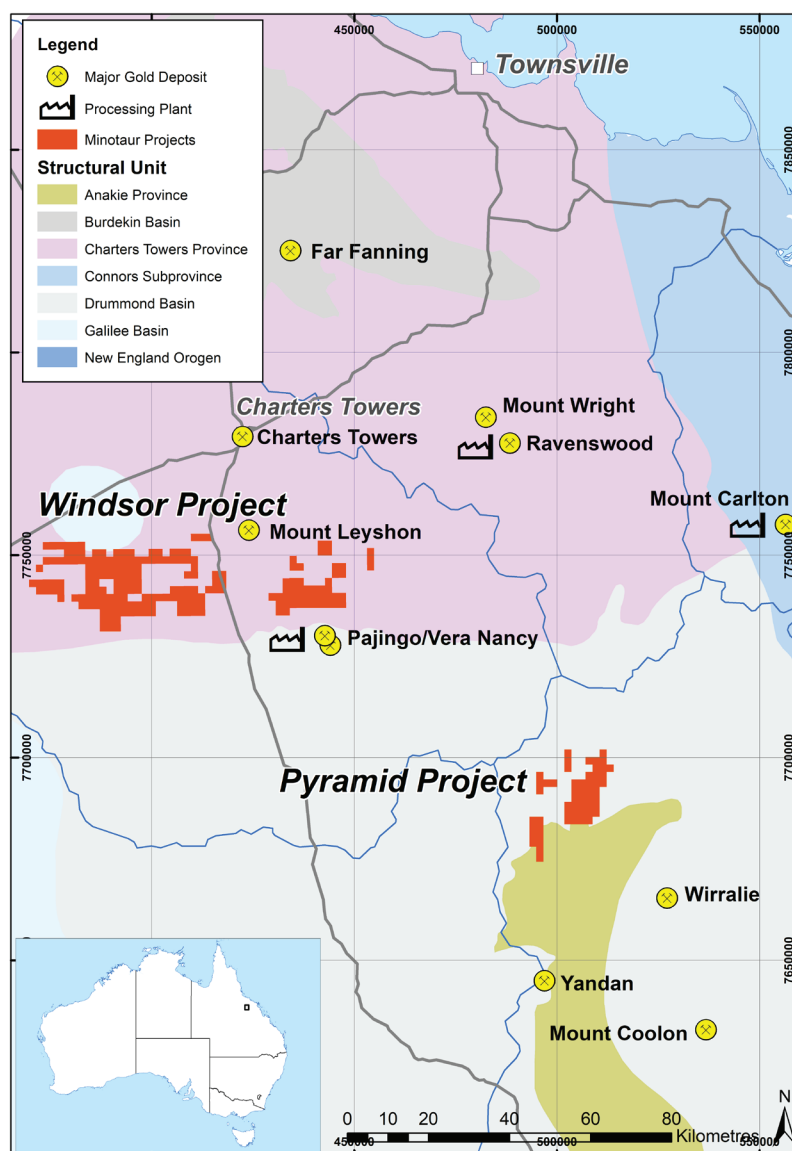 450000
500000
550000
Legend
Major Gold Deposit
Processing Plant
Minotaur Projects
Structural Unit
Anakie Province
Burdekin Basin
Charters Towers Province
Connors Subprovince
Drummond Basin
Galilee Basin
New England Orogen
Townsville
7850000
Far Fanning
7800000
Charters Towers
Charters Towers
Mount Wright
Ravenswood
Mount Carlton
Windsor Project
Mount Leyshon
7750000
7750000
Pajingo/Vera Nancy
7700000
7700000
Pyramid Project
Wirralie
7650000
Yandan
Mount Coolon
N
0 10 20 40 60 80
Kilometres
450000
500000
550000